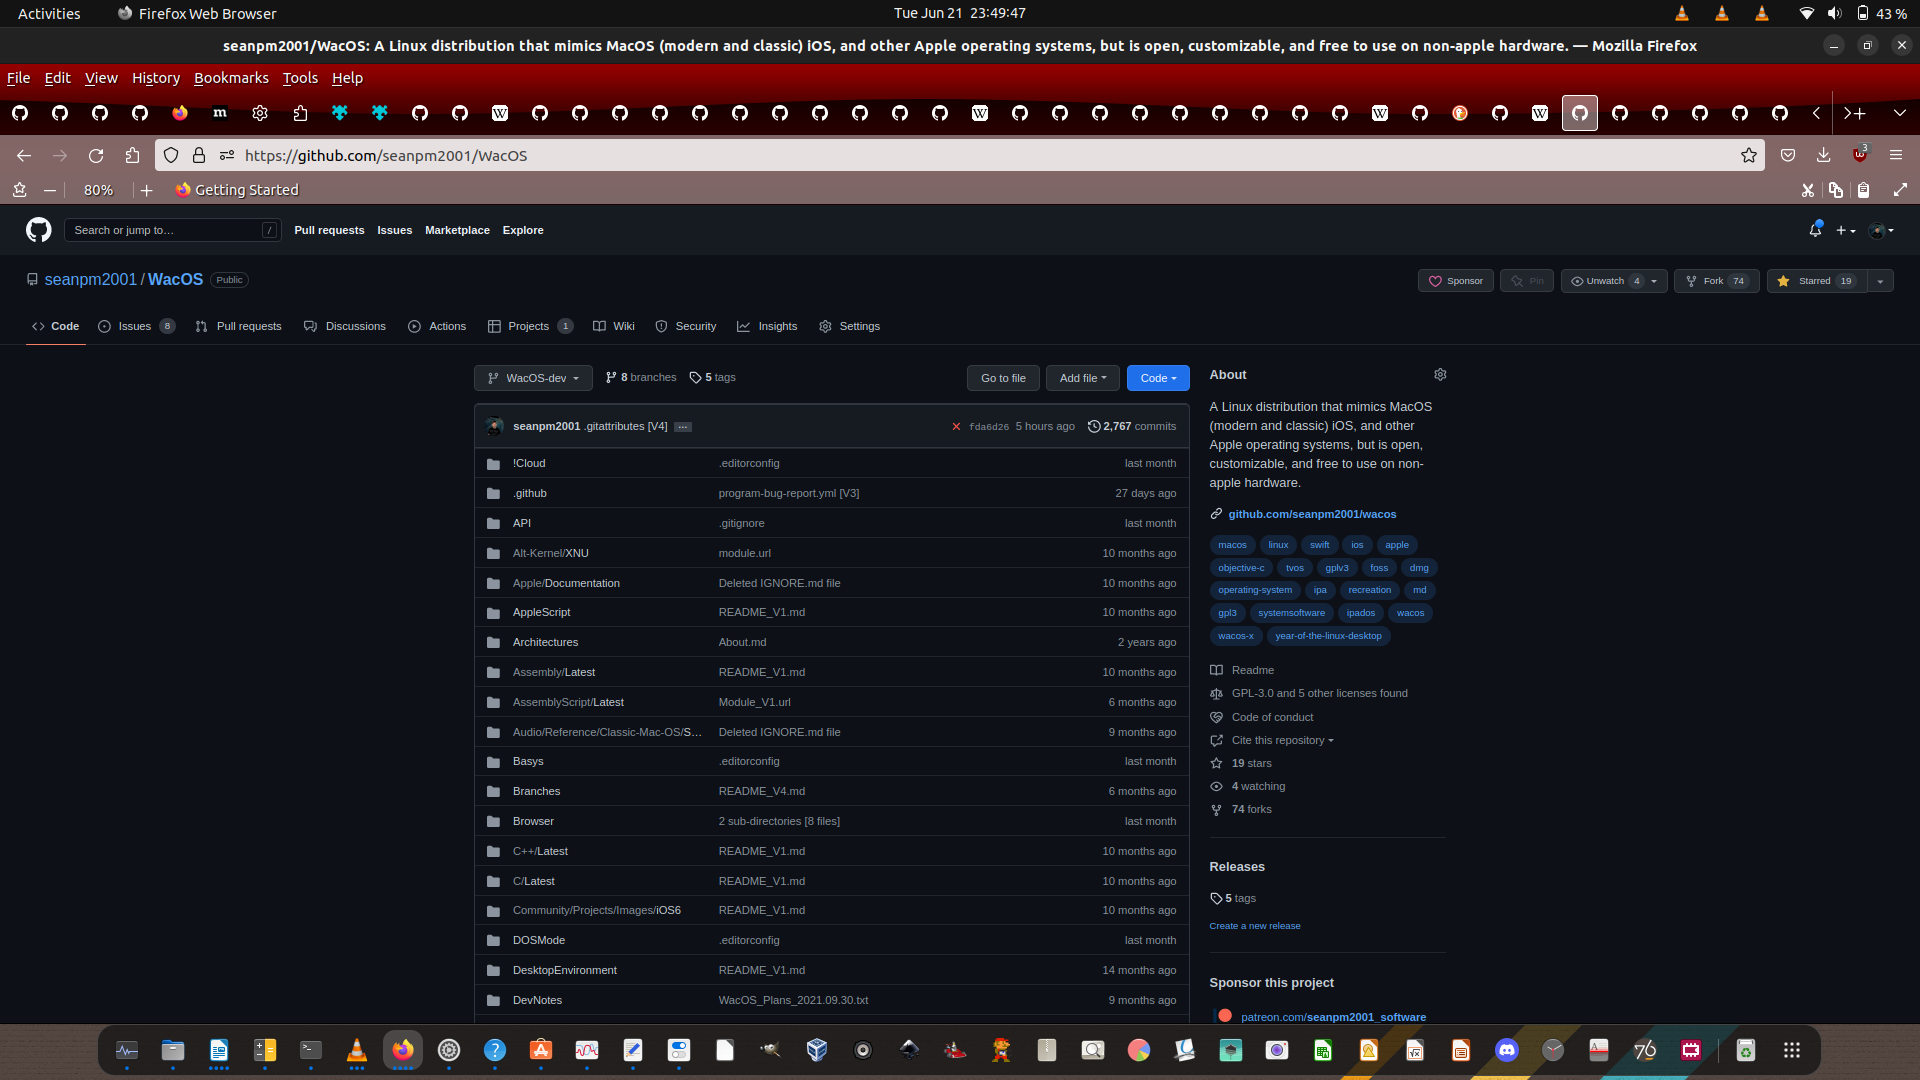 Activities
Firefox Web Browser
Tue Jun 21 23:49:47
43 %
seanpm2001/WacOS: A Linux distribution that mimics MacOS (modern and classic) iOS, and other Apple operating systems, but is open, customizable, and free to use on non-apple hardware. — Mozilla Firefox
File Edit View History Bookmarks Tools Help
https://github.com/seanpm2001/WacOS
3
80%
Getting Started
Search or jump to… /
Pull requests Issues Marketplace Explore
seanpm2001 / WacOS Public
Sponsor Pin Unwatch 4 Fork 74 Starred 19
Code Issues 8 Pull requests Discussions Actions Projects 1 Wiki Security Insights Settings
WacOS-dev 8 branches 5 tags
Go to file Add file Code
seanpm2001 .gitattributes [V4] ... fda6d26 5 hours ago 2,767 commits
!Cloud .editorconfig last month
.github program-bug-report.yml [V3] 27 days ago
API .gitignore last month
Alt-Kernel/XNU module.url 10 months ago
Apple/Documentation Deleted IGNORE.md file 10 months ago
AppleScript README_V1.md 10 months ago
Architectures About.md 2 years ago
Assembly/Latest README_V1.md 10 months ago
AssemblyScript/Latest Module_V1.url 6 months ago
Audio/Reference/Classic-Mac-OS/S… Deleted IGNORE.md file 9 months ago
Basys .editorconfig last month
Branches README_V4.md 6 months ago
Browser 2 sub-directories [8 files] last month
C++/Latest README_V1.md 10 months ago
C/Latest README_V1.md 10 months ago
Community/Projects/Images/iOS6 README_V1.md 10 months ago
DOSMode .editorconfig last month
DesktopEnvironment README_V1.md 14 months ago
DevNotes WacOS_Plans_2021.09.30.txt 9 months ago
About
A Linux distribution that mimics MacOS
(modern and classic) iOS, and other
Apple operating systems, but is open,
customizable, and free to use on non-
apple hardware.
github.com/seanpm2001/wacos
macos linux swift ios apple
objective-c tvos gplv3 foss dmg
operating-system ipa recreation md
gpl3 systemsoftware ipados wacos
wacos-x year-of-the-linux-desktop
Readme
GPL-3.0 and 5 other licenses found
Code of conduct
Cite this repository
19 stars
4 watching
74 forks
Releases
5 tags
Create a new release
Sponsor this project
patreon.com/seanpm2001_software
76